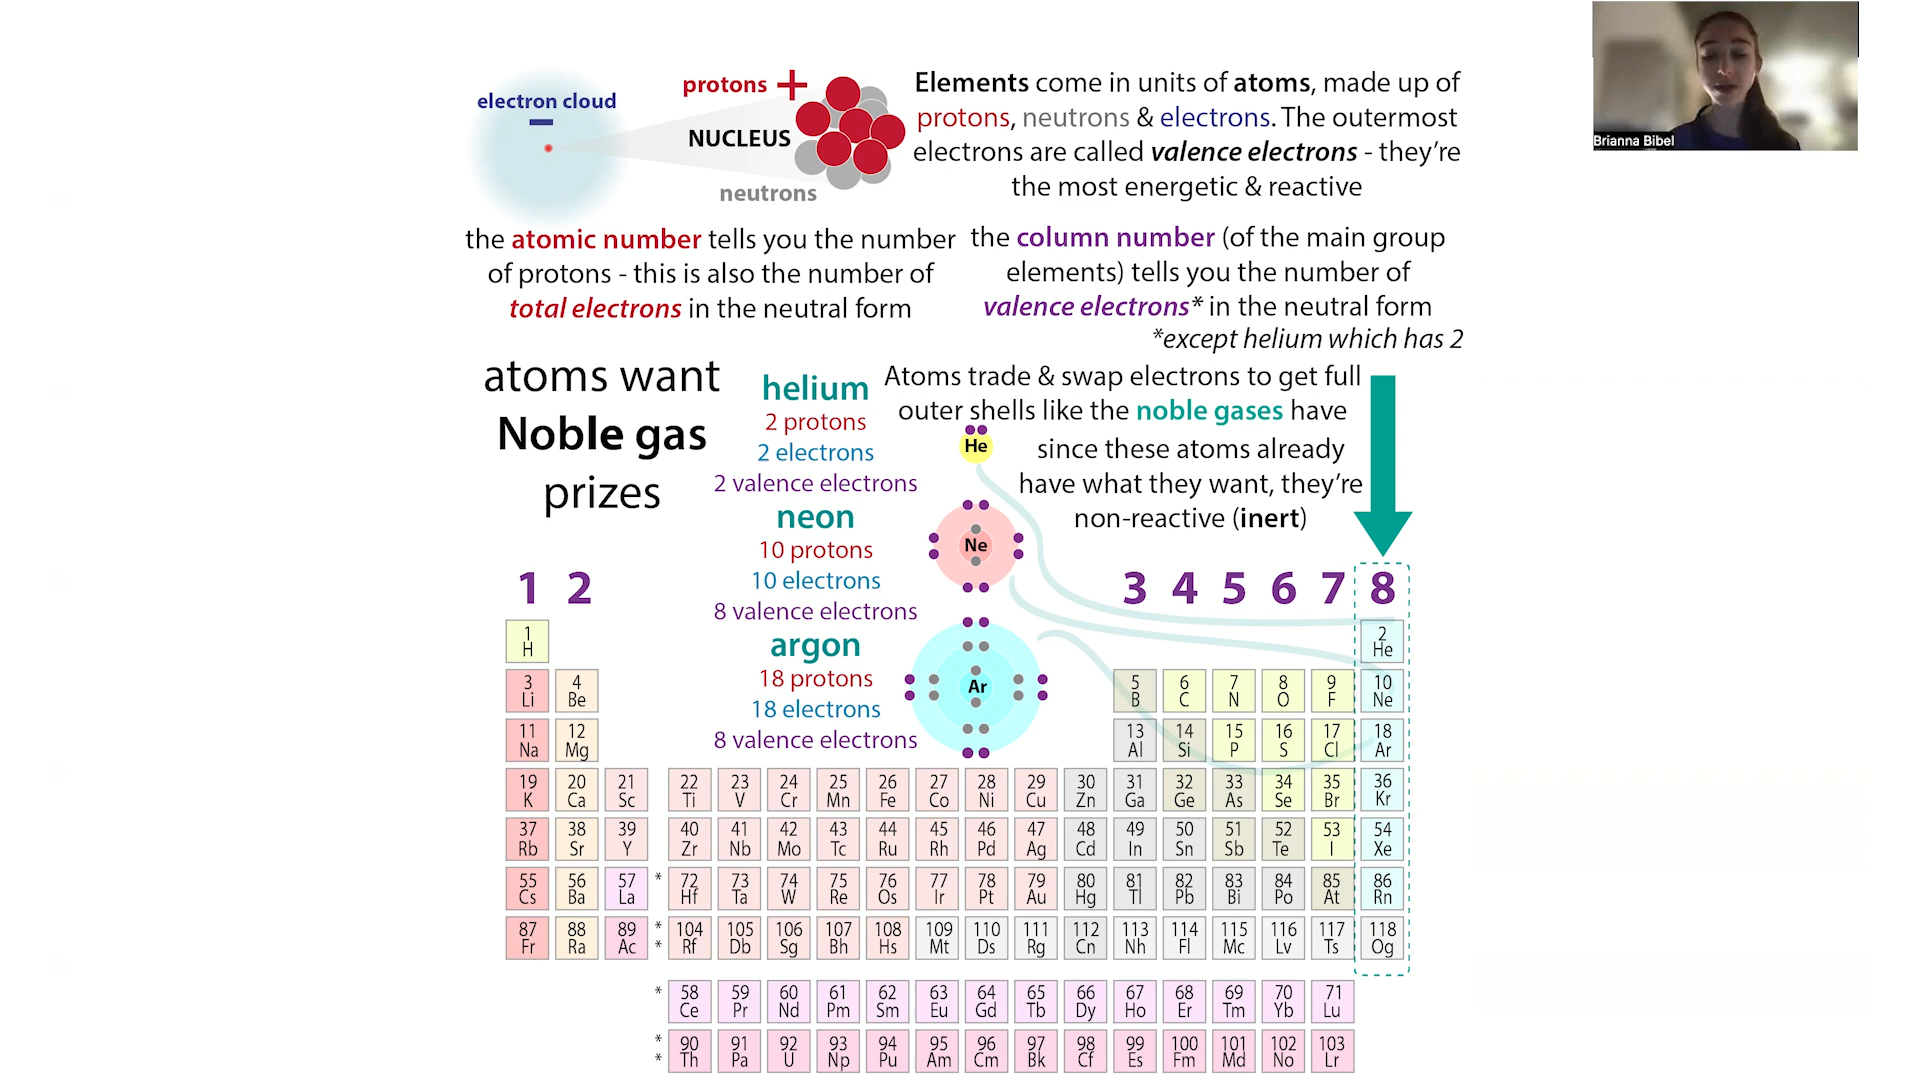 Brianna Bibel
electron cloud
protons +
NUCLEUS
neutrons
Elements come in units of atoms, made up of
protons, neutrons & electrons. The outermost
electrons are called valence electrons - they're
the most energetic & reactive
the atomic number tells you the number
of protons - this is also the number of
total electrons in the neutral form
the column number (of the main group
elements) tells you the number of
valence electrons* in the neutral form
*except helium which has 2
atoms want
Noble gas
prizes
helium
2 protons
2 electrons
2 valence electrons
neon
10 protons
10 electrons
8 valence electrons
argon
18 protons
18 electrons
8 valence electrons
Atoms trade & swap electrons to get full
outer shells like the noble gases have
since these atoms already
have what they want, they're
non-reactive (inert)
He
Ne
Ar
1 2 3 4 5 6 7 8
1 2
H He
3 4 5 6 7 8 9 10
Li Be B C N O F Ne
11 12 13 14 15 16 17 18
Na Mg Al Si P S Cl Ar
19 20 21 22 23 24 25 26 27 28 29 30 31 32 33 34 35 36
K Ca Sc Ti V Cr Mn Fe Co Ni Cu Zn Ga Ge As Se Br Kr
37 38 39 40 41 42 43 44 45 46 47 48 49 50 51 52 53 54
Rb Sr Y Zr Nb Mo Tc Ru Rh Pd Ag Cd In Sn Sb Te I Xe
55 56 57 * 72 73 74 75 76 77 78 79 80 81 82 83 84 85 86
Cs Ba La Hf Ta W Re Os Ir Pt Au Hg Tl Pb Bi Po At Rn
87 88 89 * 104 105 106 107 108 109 110 111 112 113 114 115 116 117 118
Fr Ra Ac * Rf Db Sg Bh Hs Mt Ds Rg Cn Nh Fl Mc Lv Ts Og
* 58 59 60 61 62 63 64 65 66 67 68 69 70 71
Ce Pr Nd Pm Sm Eu Gd Tb Dy Ho Er Tm Yb Lu
* 90 91 92 93 94 95 96 97 98 99 100 101 102 103
* Th Pa U Np Pu Am Cm Bk Cf Es Fm Md No Lr